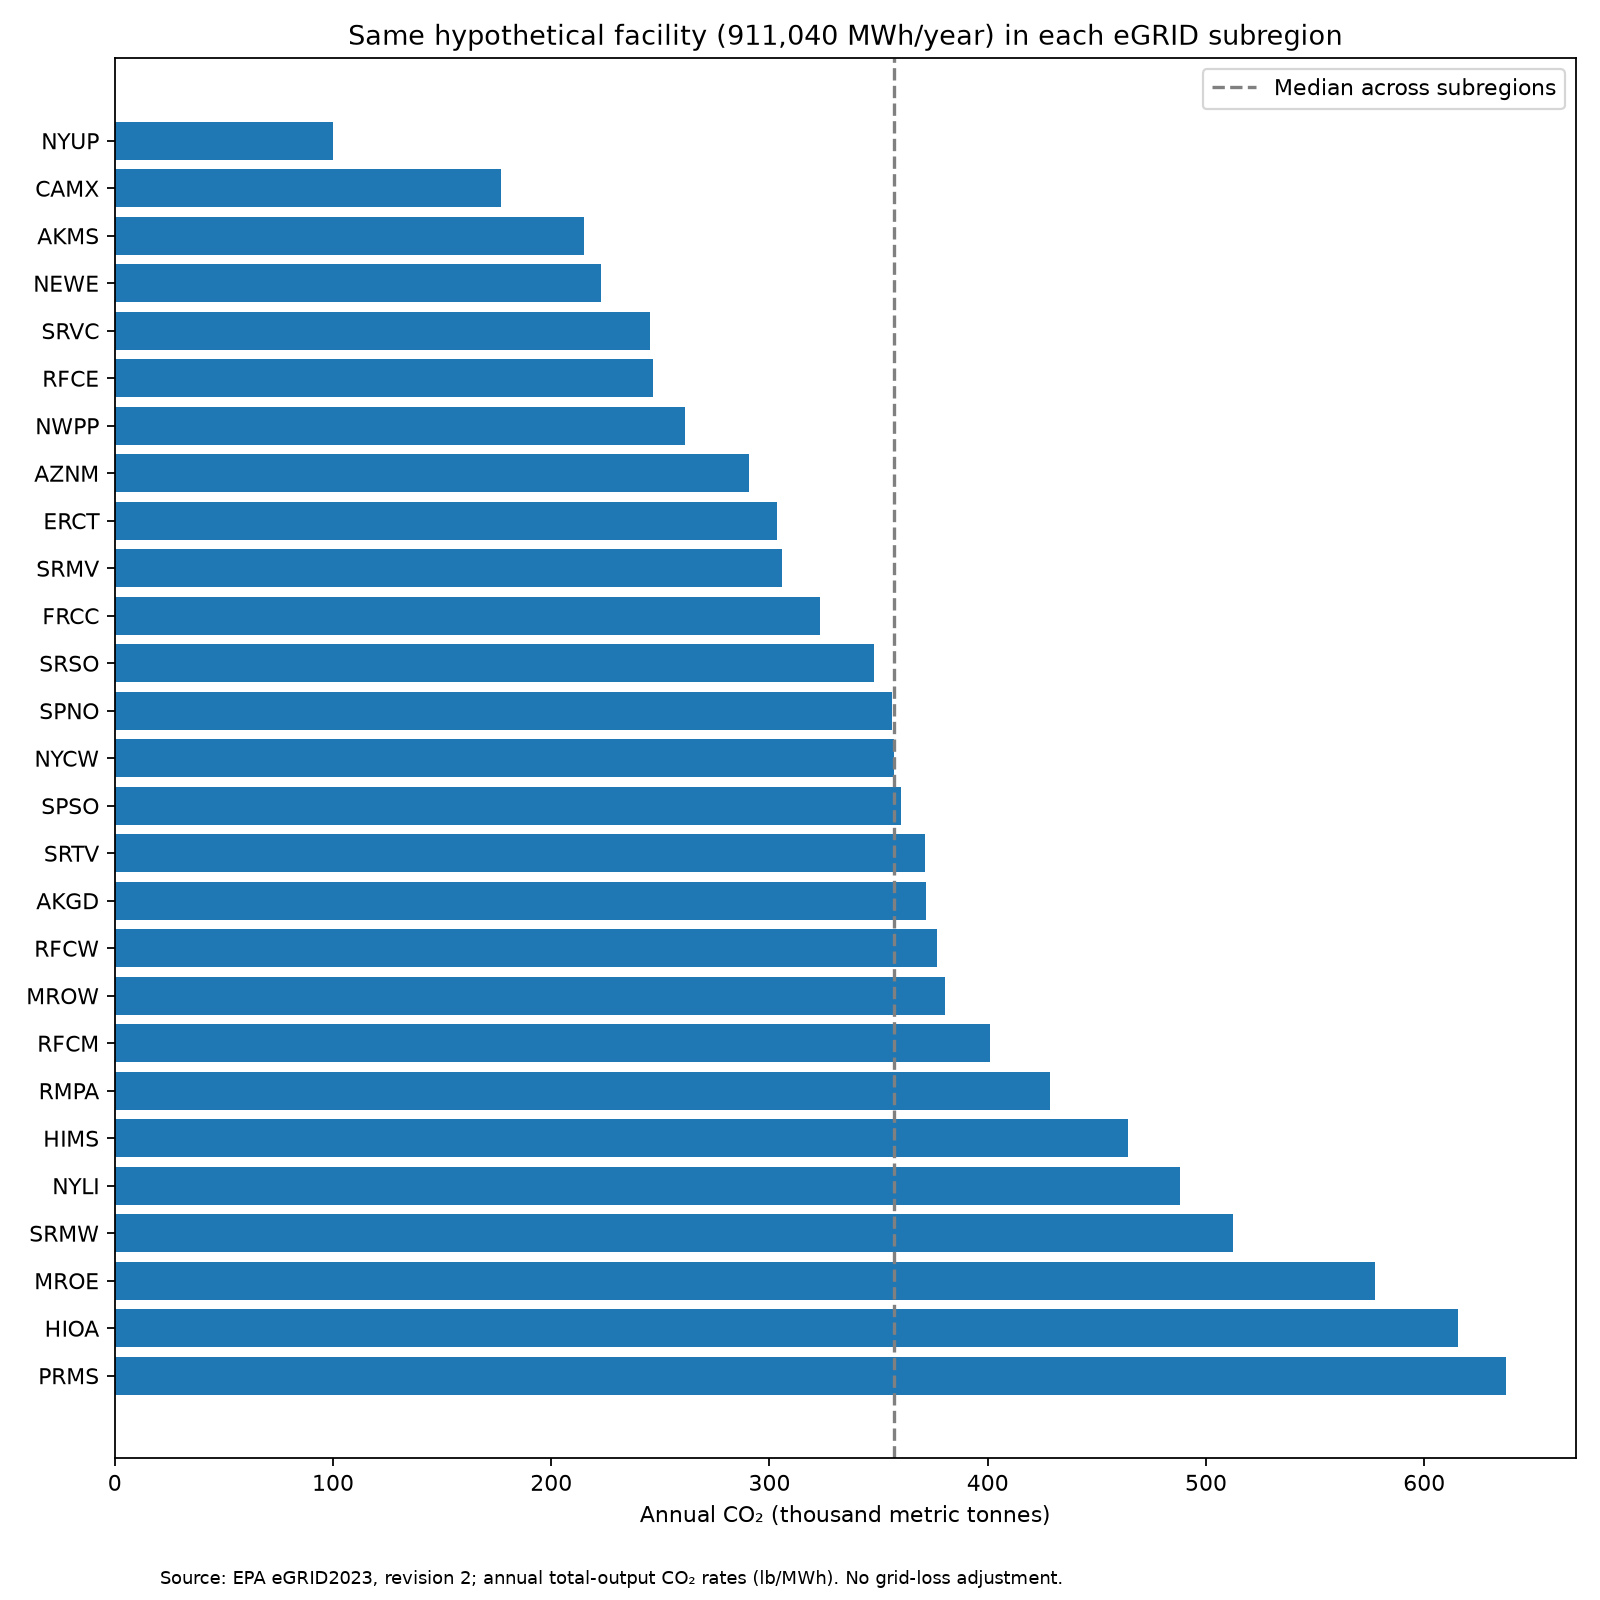 Same hypothetical facility (911,040 MWh/year) in each eGRID subregion
Median across subregions
NYUP
CAMX
AKMS
NEWE
SRVC
RFCE
NWPP
AZNM
ERCT
SRMV
FRCC
SRSO
SPNO
NYCW
SPSO
SRTV
AKGD
RFCW
MROW
RFCM
RMPA
HIMS
NYLI
SRMW
MROE
HIOA
PRMS
0 100 200 300 400 500 600
Annual CO₂ (thousand metric tonnes)
Source: EPA eGRID2023, revision 2; annual total-output CO₂ rates (lb/MWh). No grid-loss adjustment.